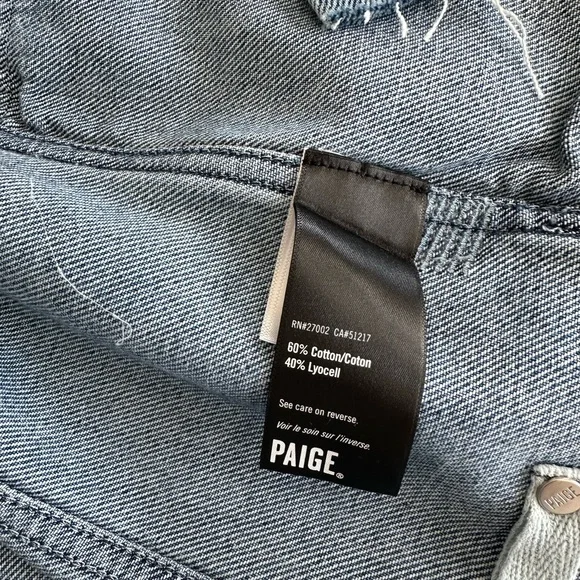 RN#27002 CA#51217
60% Cotton/Coton
40% Lyocell
See care on reverse.
Voir le soin sur l'inverse.
PAIGE®
PAIGE